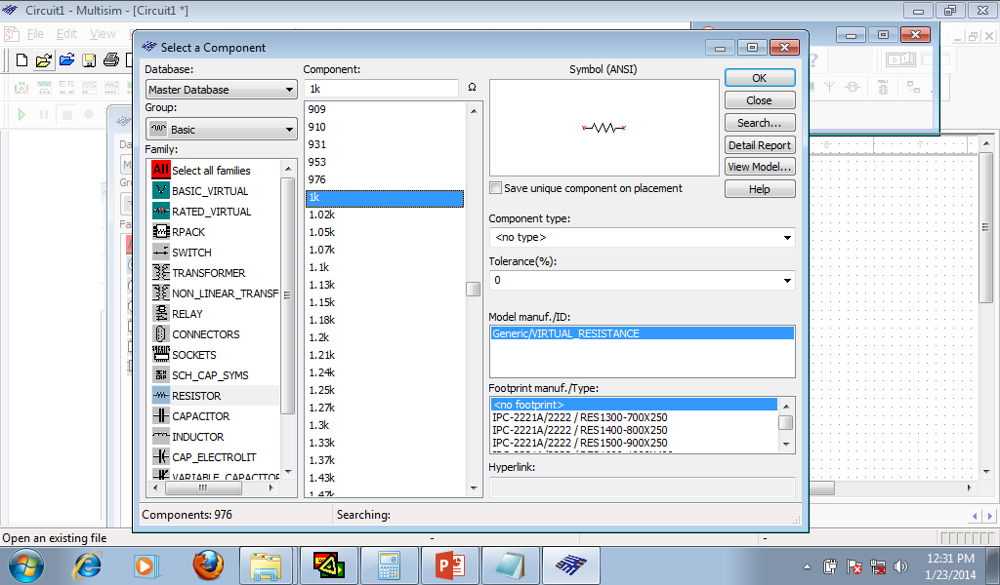 Circuit1 - Multisim - [Circuit1 *]
File Edit View
Select a Component
Database:
Master Database
Group:
Basic
Family:
All Select all families
BASIC_VIRTUAL
RATED_VIRTUAL
RPACK
SWITCH
TRANSFORMER
NON_LINEAR_TRANSF
RELAY
CONNECTORS
SOCKETS
SCH_CAP_SYMS
RESISTOR
CAPACITOR
INDUCTOR
CAP_ELECTROLIT
VARIABLE_CAPACITOR
Component:
1k Ω
909
910
931
953
976
1k
1.02k
1.05k
1.07k
1.1k
1.13k
1.15k
1.18k
1.2k
1.21k
1.24k
1.25k
1.27k
1.3k
1.33k
1.37k
1.43k
1.47k
Symbol (ANSI)
OK
Close
Search...
Detail Report
View Model...
Help
Save unique component on placement
Component type:
<no type>
Tolerance(%):
0
Model manuf./ID:
Generic/VIRTUAL_RESISTANCE
Footprint manuf./Type:
<no footprint>
IPC-2221A/2222 / RES1300-700X250
IPC-2221A/2222 / RES1400-800X250
IPC-2221A/2222 / RES1500-900X250
Hyperlink:
Components: 976
Searching:
Da
M
Gr
Fa
Open an existing file
-
-
12:31 PM
1/23/2014